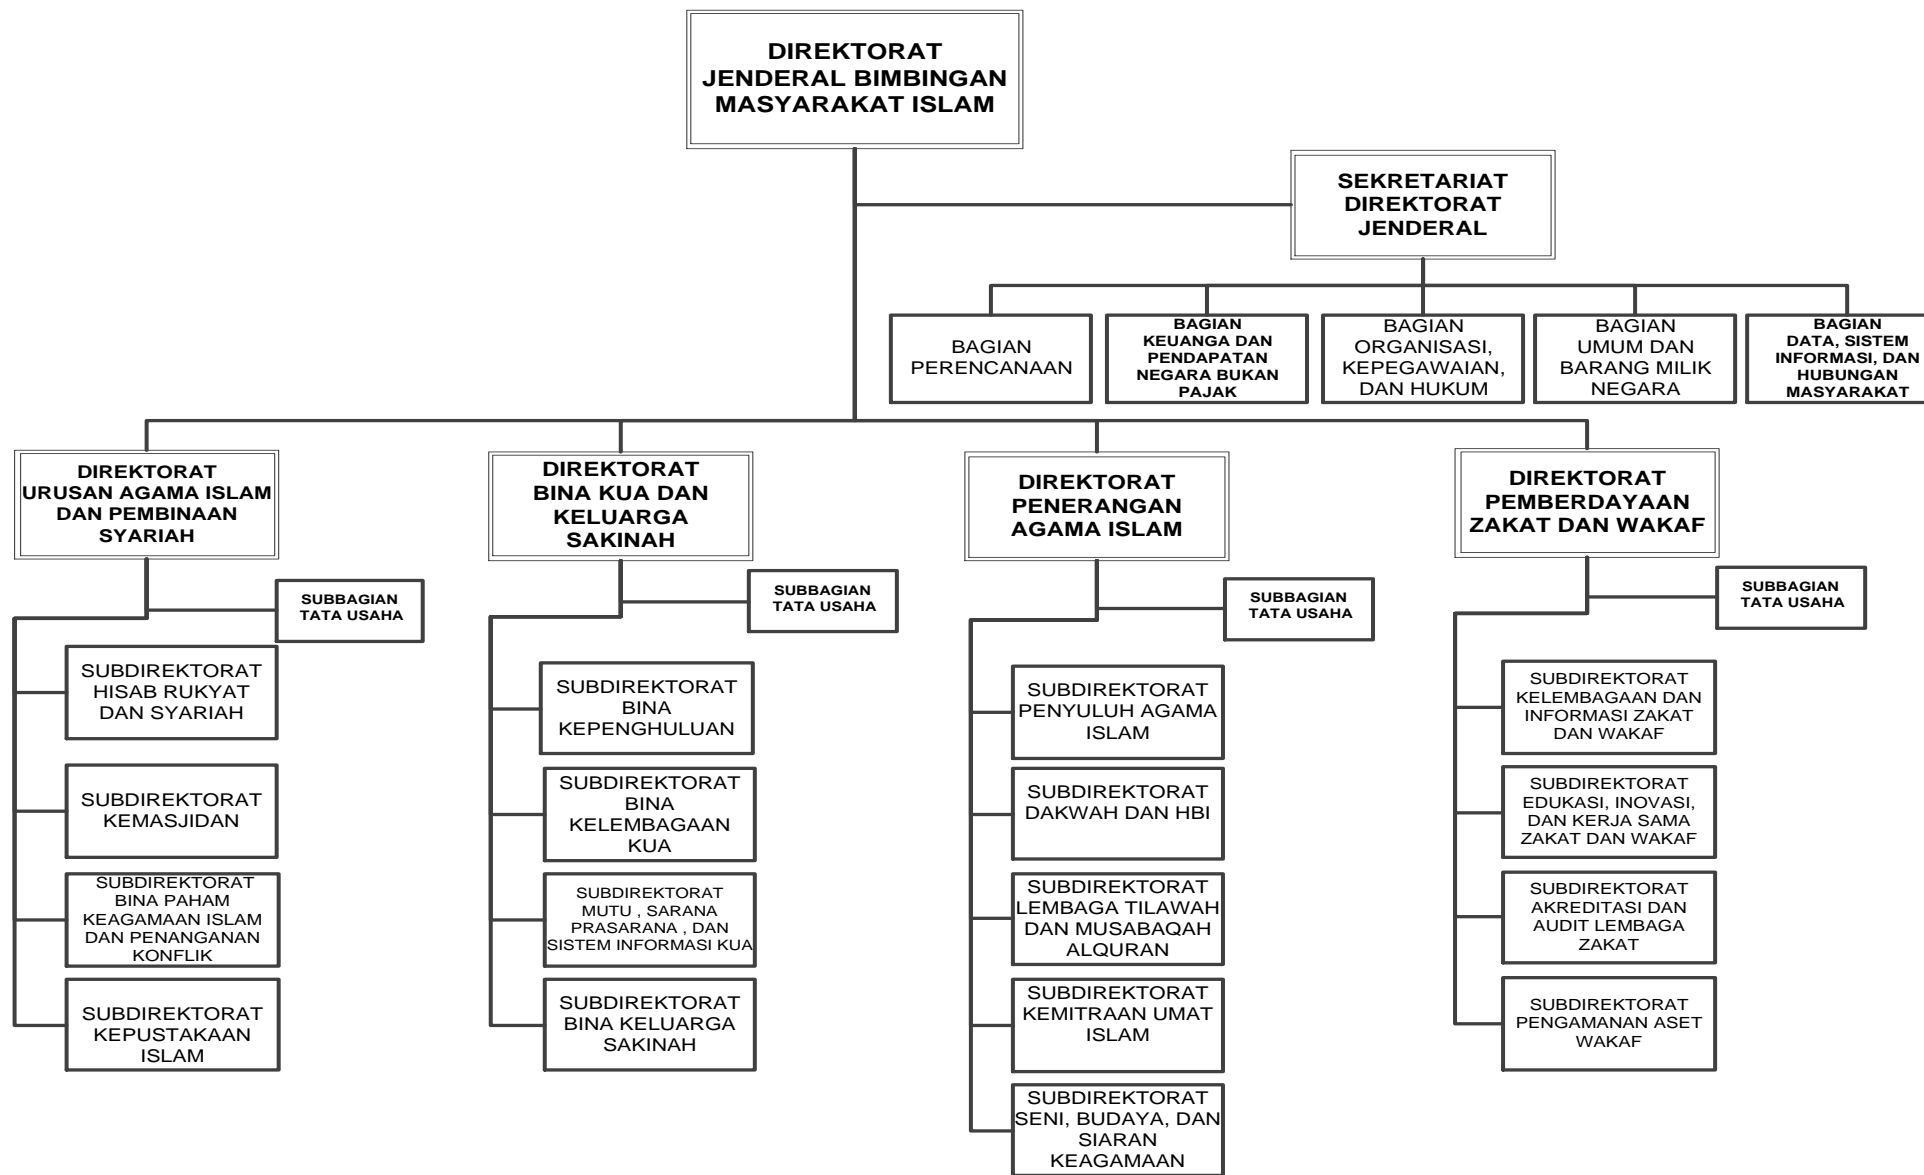 DIREKTORAT
JENDERAL BIMBINGAN
MASYARAKAT ISLAM
SEKRETARIAT
DIREKTORAT
JENDERAL
BAGIAN
PERENCANAAN
BAGIAN
KEUANGA DAN
PENDAPATAN
NEGARA BUKAN
PAJAK
BAGIAN
ORGANISASI,
KEPEGAWAIAN,
DAN HUKUM
BAGIAN
UMUM DAN
BARANG MILIK
NEGARA
BAGIAN
DATA, SISTEM
INFORMASI, DAN
HUBUNGAN
MASYARAKAT
DIREKTORAT
URUSAN AGAMA ISLAM
DAN PEMBINAAN
SYARIAH
SUBBAGIAN
TATA USAHA
SUBDIREKTORAT
HISAB RUKYAT
DAN SYARIAH
SUBDIREKTORAT
KEMASJIDAN
SUBDIREKTORAT
BINA PAHAM
KEAGAMAAN ISLAM
DAN PENANGANAN
KONFLIK
SUBDIREKTORAT
KEPUSTAKAAN
ISLAM
DIREKTORAT
BINA KUA DAN
KELUARGA
SAKINAH
SUBBAGIAN
TATA USAHA
SUBDIREKTORAT
BINA
KEPENGHULUAN
SUBDIREKTORAT
BINA
KELEMBAGAAN
KUA
SUBDIREKTORAT
MUTU , SARANA
PRASARANA , DAN
SISTEM INFORMASI KUA
SUBDIREKTORAT
BINA KELUARGA
SAKINAH
DIREKTORAT
PENERANGAN
AGAMA ISLAM
SUBBAGIAN
TATA USAHA
SUBDIREKTORAT
PENYULUH AGAMA
ISLAM
SUBDIREKTORAT
DAKWAH DAN HBI
SUBDIREKTORAT
LEMBAGA TILAWAH
DAN MUSABAQAH
ALQURAN
SUBDIREKTORAT
KEMITRAAN UMAT
ISLAM
SUBDIREKTORAT
SENI, BUDAYA, DAN
SIARAN
KEAGAMAAN
DIREKTORAT
PEMBERDAYAAN
ZAKAT DAN WAKAF
SUBBAGIAN
TATA USAHA
SUBDIREKTORAT
KELEMBAGAAN DAN
INFORMASI ZAKAT
DAN WAKAF
SUBDIREKTORAT
EDUKASI, INOVASI,
DAN KERJA SAMA
ZAKAT DAN WAKAF
SUBDIREKTORAT
AKREDITASI DAN
AUDIT LEMBAGA
ZAKAT
SUBDIREKTORAT
PENGAMANAN ASET
WAKAF